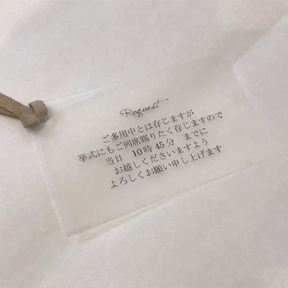 Request
ご多用中とは存じますが
挙式にもご列席賜りたく存じますので
当日　10時45分　までに
お越しくださいますよう
よろしくお願い申し上げます